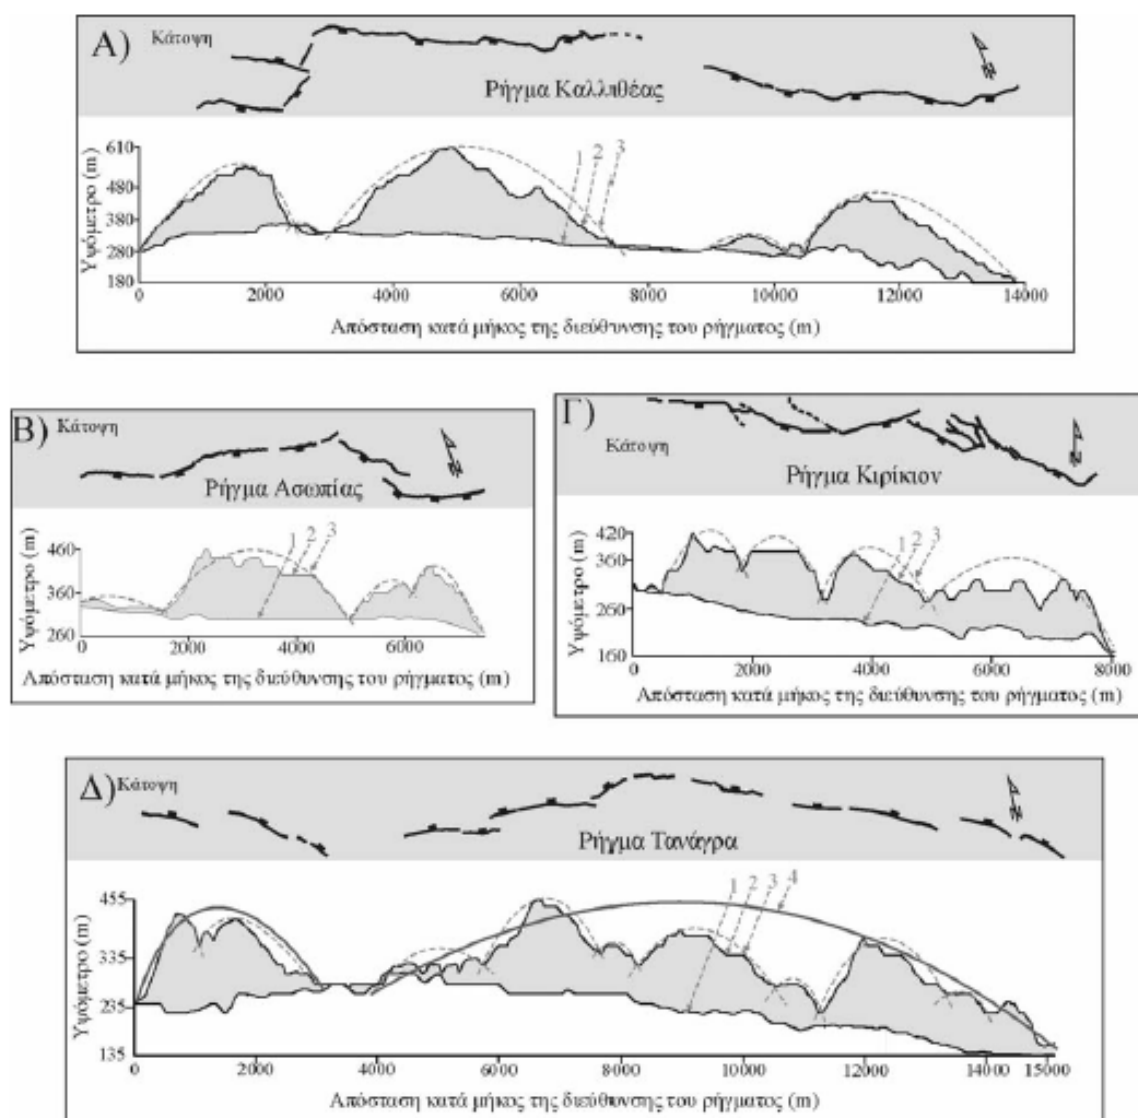 Α) Κάτοψη
N
Ρήγμα Καλλιθέας
Υψόμετρο (m)
610
480
380
280
180
1 2 3
0 2000 4000 6000 8000 10000 12000 14000
Απόσταση κατά μήκος της διεύθυνσης του ρήγματος (m)
Β) Κάτοψη
N
Ρήγμα Ασωπίας
Υψόμετρο (m)
460
360
260
1 2 3
0 2000 4000 6000
Απόσταση κατά μήκος της διεύθυνσης του ρήγματος (m)
Γ)
Κάτοψη
N
Ρήγμα Κιρίκιον
Υψόμετρο (m)
420
360
260
160
1 2 3
0 2000 4000 6000 8000
Απόσταση κατά μήκος της διεύθυνσης του ρήγματος (m)
Δ) Κάτοψη
N
Ρήγμα Τανάγρα
Υψόμετρο (m)
455
335
235
135
1 2 3 4
0 2000 4000 6000 8000 10000 12000 14000 15000
Απόσταση κατά μήκος της διεύθυνσης του ρήγματος (m)